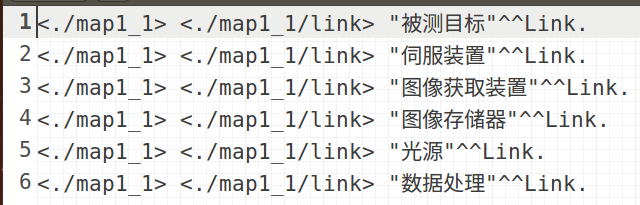 1 <./map1_1> <./map1_1/link> "被测目标"^^Link.
2 <./map1_1> <./map1_1/link> "伺服装置"^^Link.
3 <./map1_1> <./map1_1/link> "图像获取装置"^^Link.
4 <./map1_1> <./map1_1/link> "图像存储器"^^Link.
5 <./map1_1> <./map1_1/link> "光源"^^Link.
6 <./map1_1> <./map1_1/link> "数据处理"^^Link.